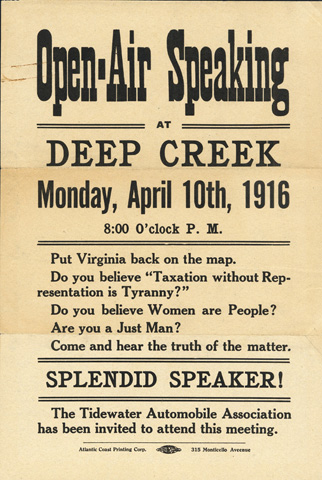 Open-Air Speaking
AT
DEEP CREEK
Monday, April 10th, 1916
8:00 O'clock P. M.
Put Virginia back on the map.
Do you believe "Taxation without Rep-
resentation is Tyranny?"
Do you believe Women are People?
Are you a Just Man?
Come and hear the truth of the matter.
SPLENDID SPEAKER!
The Tidewater Automobile Association
has been invited to attend this meeting.
Atlantic Coast Printing Corp. 315 Monticello Avenue